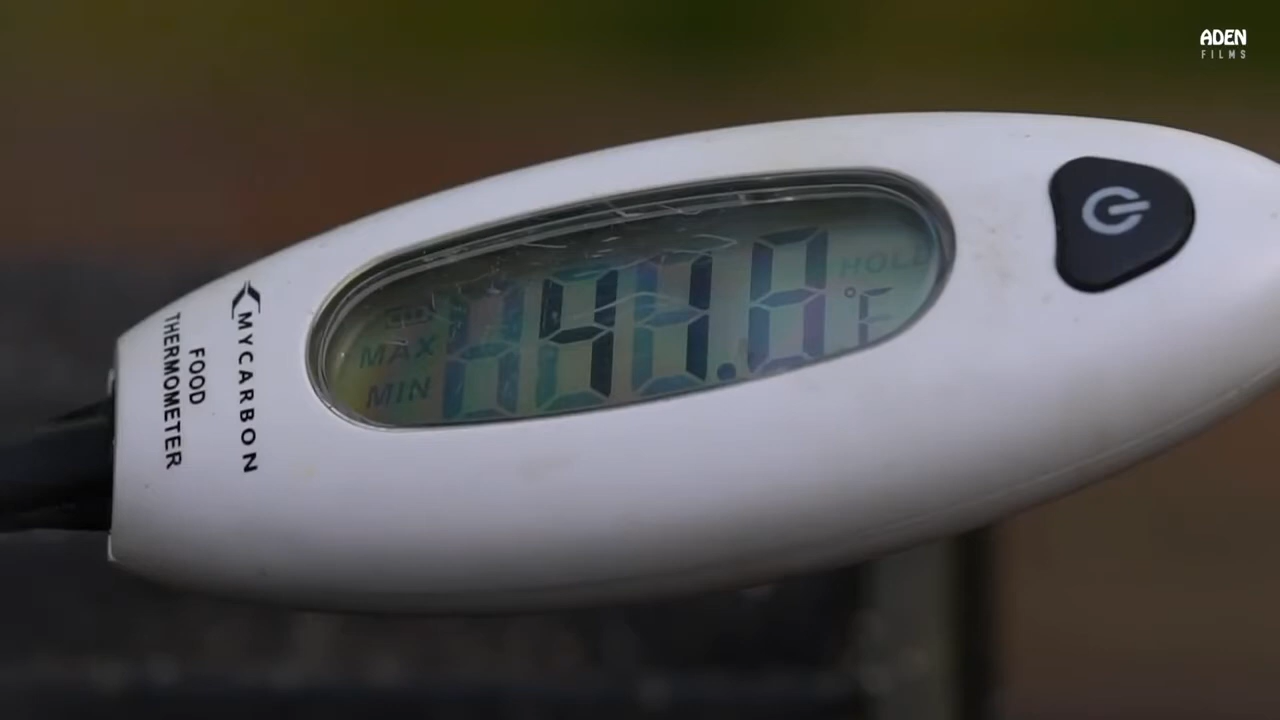 ADEN
FILMS
MYCARBON
FOOD
THERMOMETER
MAX
MIN
HOLD